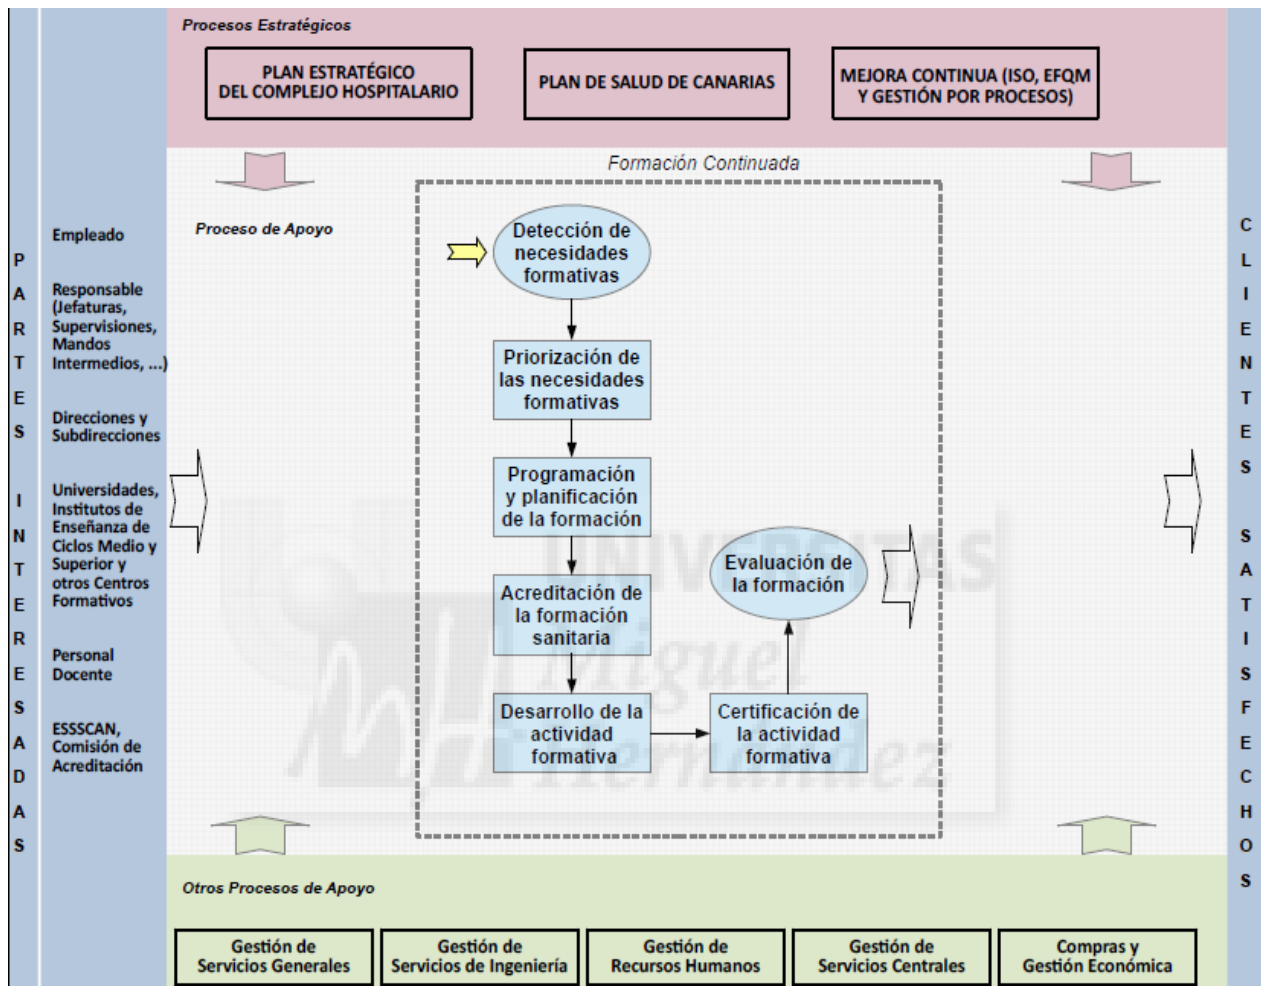 Procesos Estratégicos
PLAN ESTRATÉGICO
DEL COMPLEJO HOSPITALARIO
PLAN DE SALUD DE CANARIAS
MEJORA CONTINUA (ISO, EFQM
Y GESTIÓN POR PROCESOS)
PARTES INTERESADAS
Empleado
Responsable
(Jefaturas,
Supervisiones,
Mandos
Intermedios, ...)
Direcciones y
Subdirecciones
Universidades,
Institutos de
Enseñanza de
Ciclos Medio y
Superior y
otros Centros
Formativos
Personal
Docente
ESSSCAN,
Comisión de
Acreditación
Proceso de Apoyo
Formación Continuada
Detección de
necesidades
formativas
Priorización de
las necesidades
formativas
Programación
y planificación
de la formación
Acreditación de
la formación
sanitaria
Desarrollo de la
actividad
formativa
Certificación de
la actividad
formativa
Evaluación de
la formación
UNIVERSITAS
Miguel
Hernández
CLIENTES SATISFECHOS
Otros Procesos de Apoyo
Gestión de
Servicios Generales
Gestión de
Servicios de Ingeniería
Gestión de
Recursos Humanos
Gestión de
Servicios Centrales
Compras y
Gestión Económica